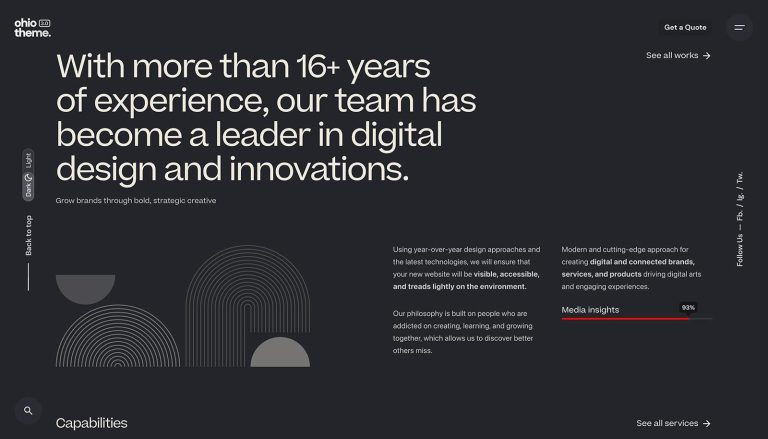 ohio 3.0
theme.
Get a Quote
See all works →
With more than 16+ years
of experience, our team has
become a leader in digital
design and innovations.
Grow brands through bold, strategic creative
Dark Light
Back to top
Follow Us — Fb. / Ig. / Tw.
Using year-over-year design approaches and
the latest technologies, we will ensure that
your new website will be visible, accessible,
and treads lightly on the environment.
Our philosophy is built on people who are
addicted on creating, learning, and growing
together, which allows us to discover better
others miss.
Modern and cutting-edge approach for
creating digital and connected brands,
services, and products driving digital arts
and engaging experiences.
Media insights
93%
Capabilities
See all services →